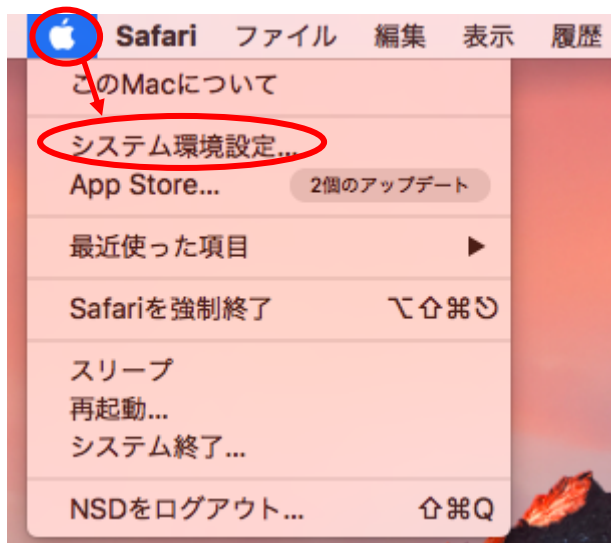 Safari ファイル 編集 表示 履歴
このMacについて
システム環境設定...
App Store... 2個のアップデート
最近使った項目 ▶
Safariを強制終了 ⌥⇧⌘⎋
スリープ
再起動...
システム終了...
NSDをログアウト... ⇧⌘Q